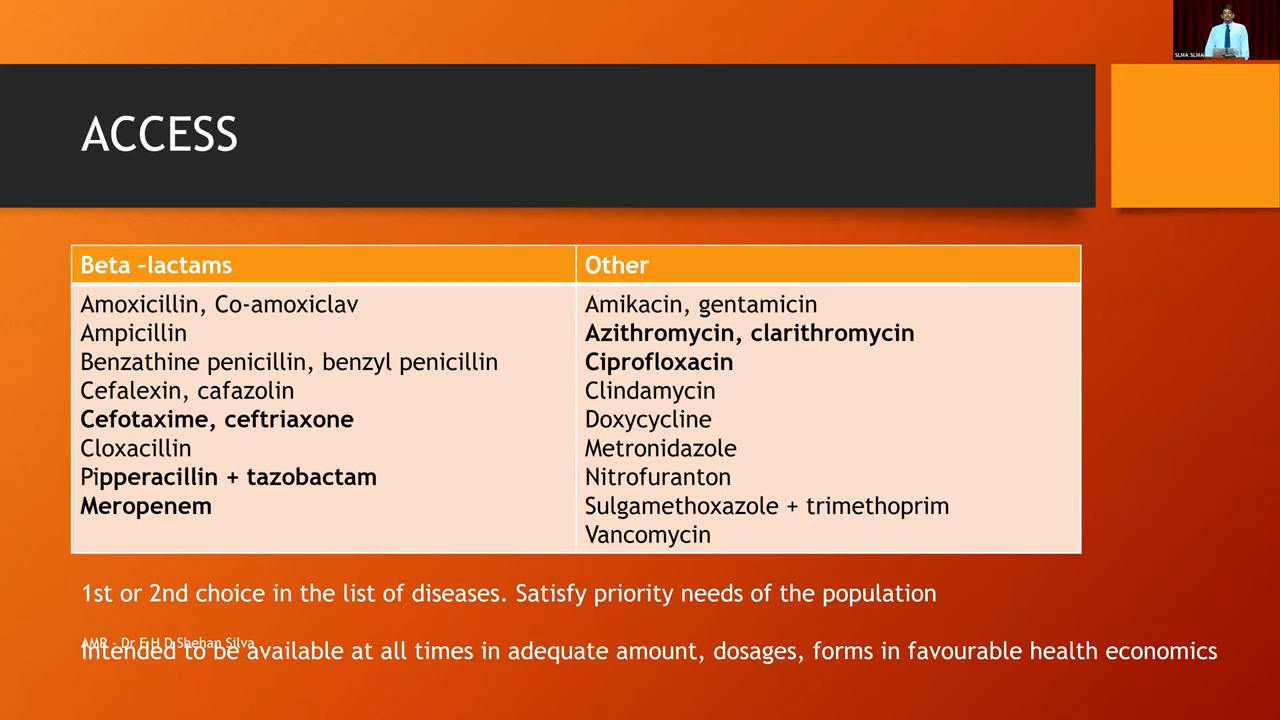 SLMA SLMA
ACCESS
Beta -lactams
Other
Amoxicillin, Co-amoxiclav
Ampicillin
Benzathine penicillin, benzyl penicillin
Cefalexin, cafazolin
Cefotaxime, ceftriaxone
Cloxacillin
Pipperacillin + tazobactam
Meropenem
Amikacin, gentamicin
Azithromycin, clarithromycin
Ciprofloxacin
Clindamycin
Doxycycline
Metronidazole
Nitrofuranton
Sulgamethoxazole + trimethoprim
Vancomycin
1st or 2nd choice in the list of diseases. Satisfy priority needs of the population
AMR - Dr F H D Shehan Silva
Intended to be available at all times in adequate amount, dosages, forms in favourable health economics